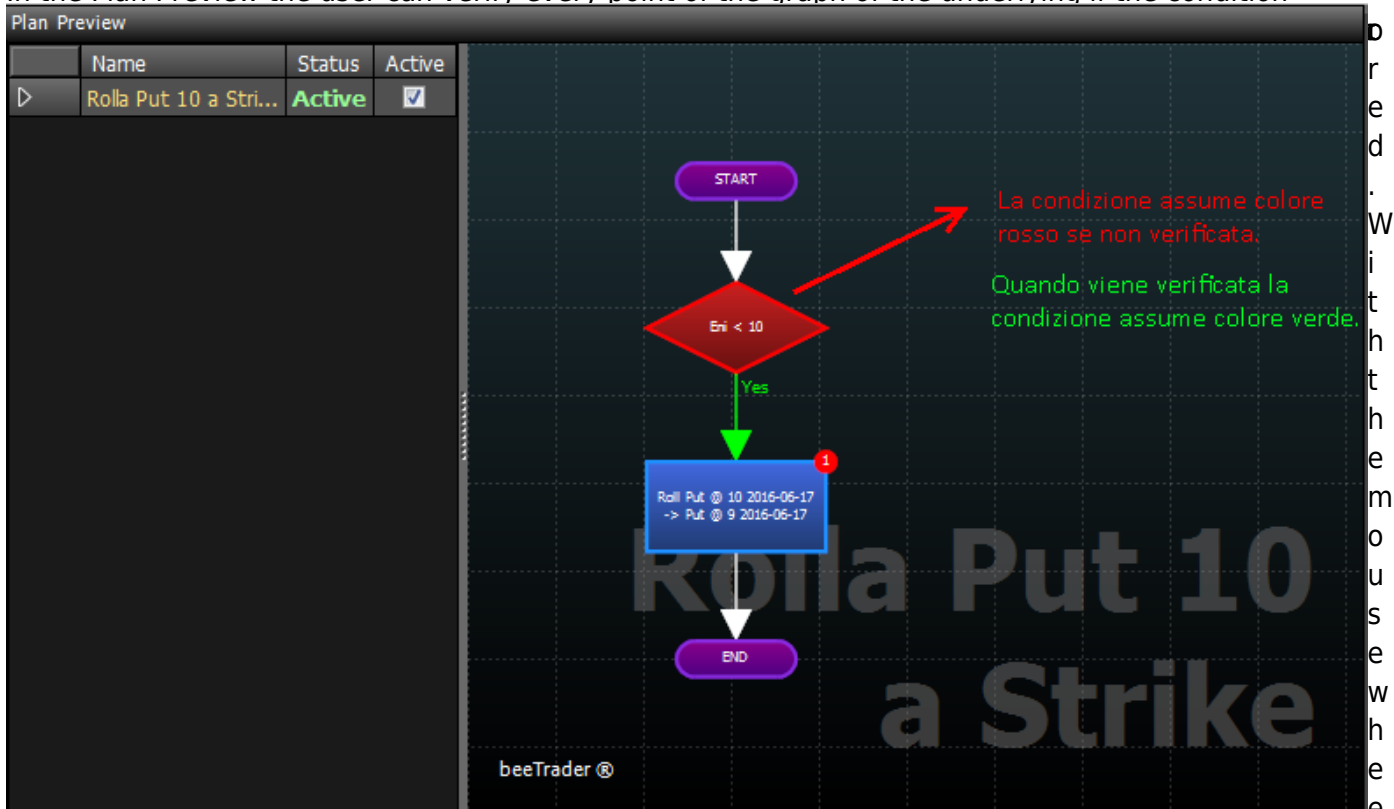 Plan Preview
Name Status Active
Rolla Put 10 a Stri... Active
START
La condizione assume colore
rosso se non verificata.
Quando viene verificata la
condizione assume colore verde.
Eni < 10
Yes
1
Roll Put @ 10 2016-06-17
-> Put @ 9 2016-06-17
Rolla Put 10
a Strike
END
beeTrader ®
r
e
d
.
W
i
t
h
t
h
e
m
o
u
s
e
w
h
e